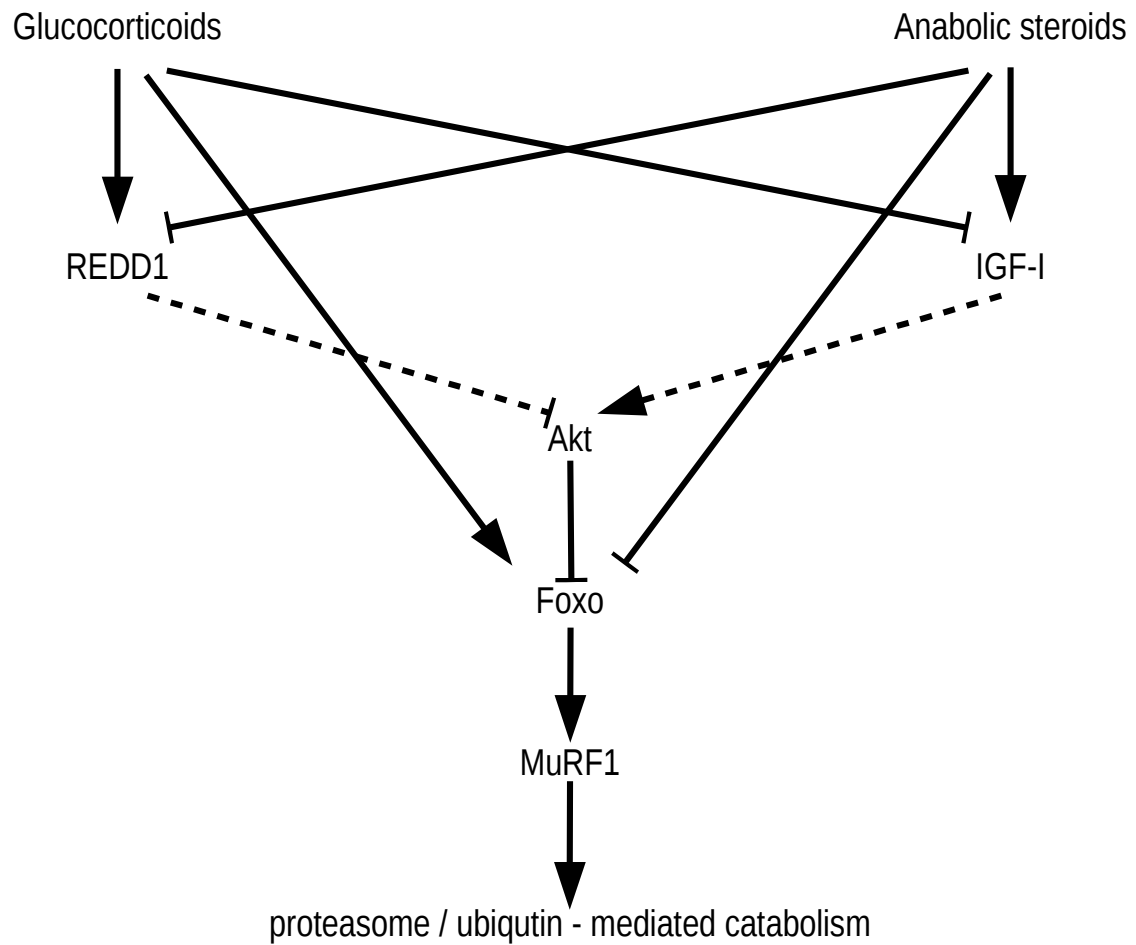 Glucocorticoids
Anabolic steroids
REDD1
IGF-I
Akt
Foxo
MuRF1
proteasome / ubiqutin - mediated catabolism